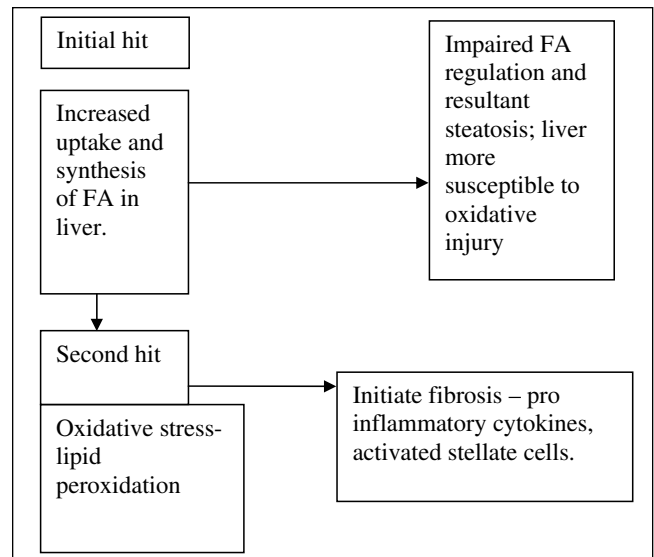 Initial hit
Increased
uptake and
synthesis
of FA in
liver.
Impaired FA
regulation and
resultant
steatosis; liver
more
susceptible to
oxidative
injury
Second hit
Oxidative stress-
lipid
peroxidation
Initiate fibrosis – pro
inflammatory cytokines,
activated stellate cells.